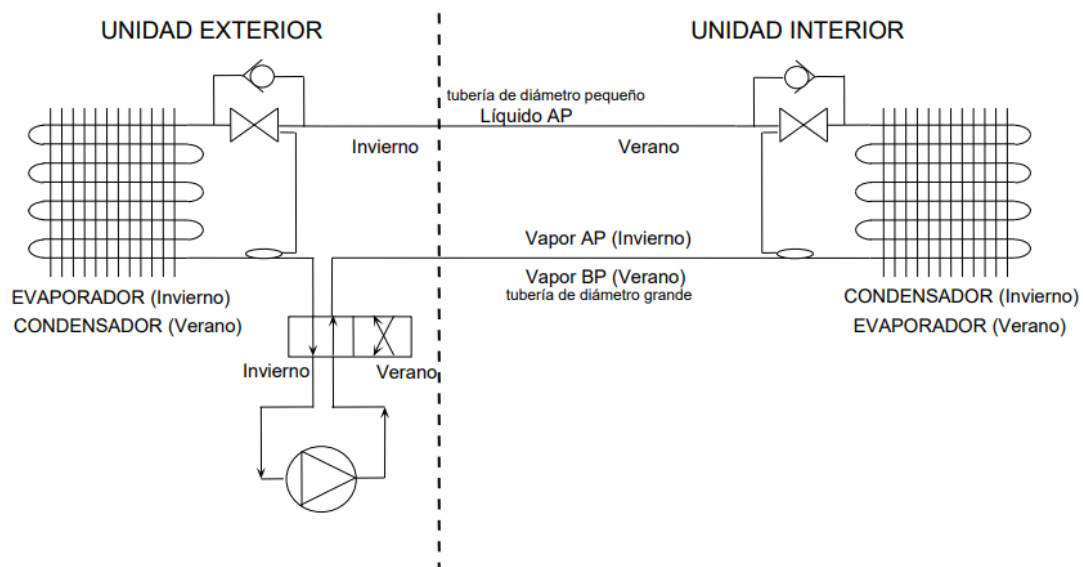 UNIDAD EXTERIOR
UNIDAD INTERIOR
tubería de diámetro pequeño
Líquido AP
Invierno
Verano
Vapor AP (Invierno)
Vapor BP (Verano)
tubería de diámetro grande
EVAPORADOR (Invierno)
CONDENSADOR (Verano)
CONDENSADOR (Invierno)
EVAPORADOR (Verano)
Invierno
Verano